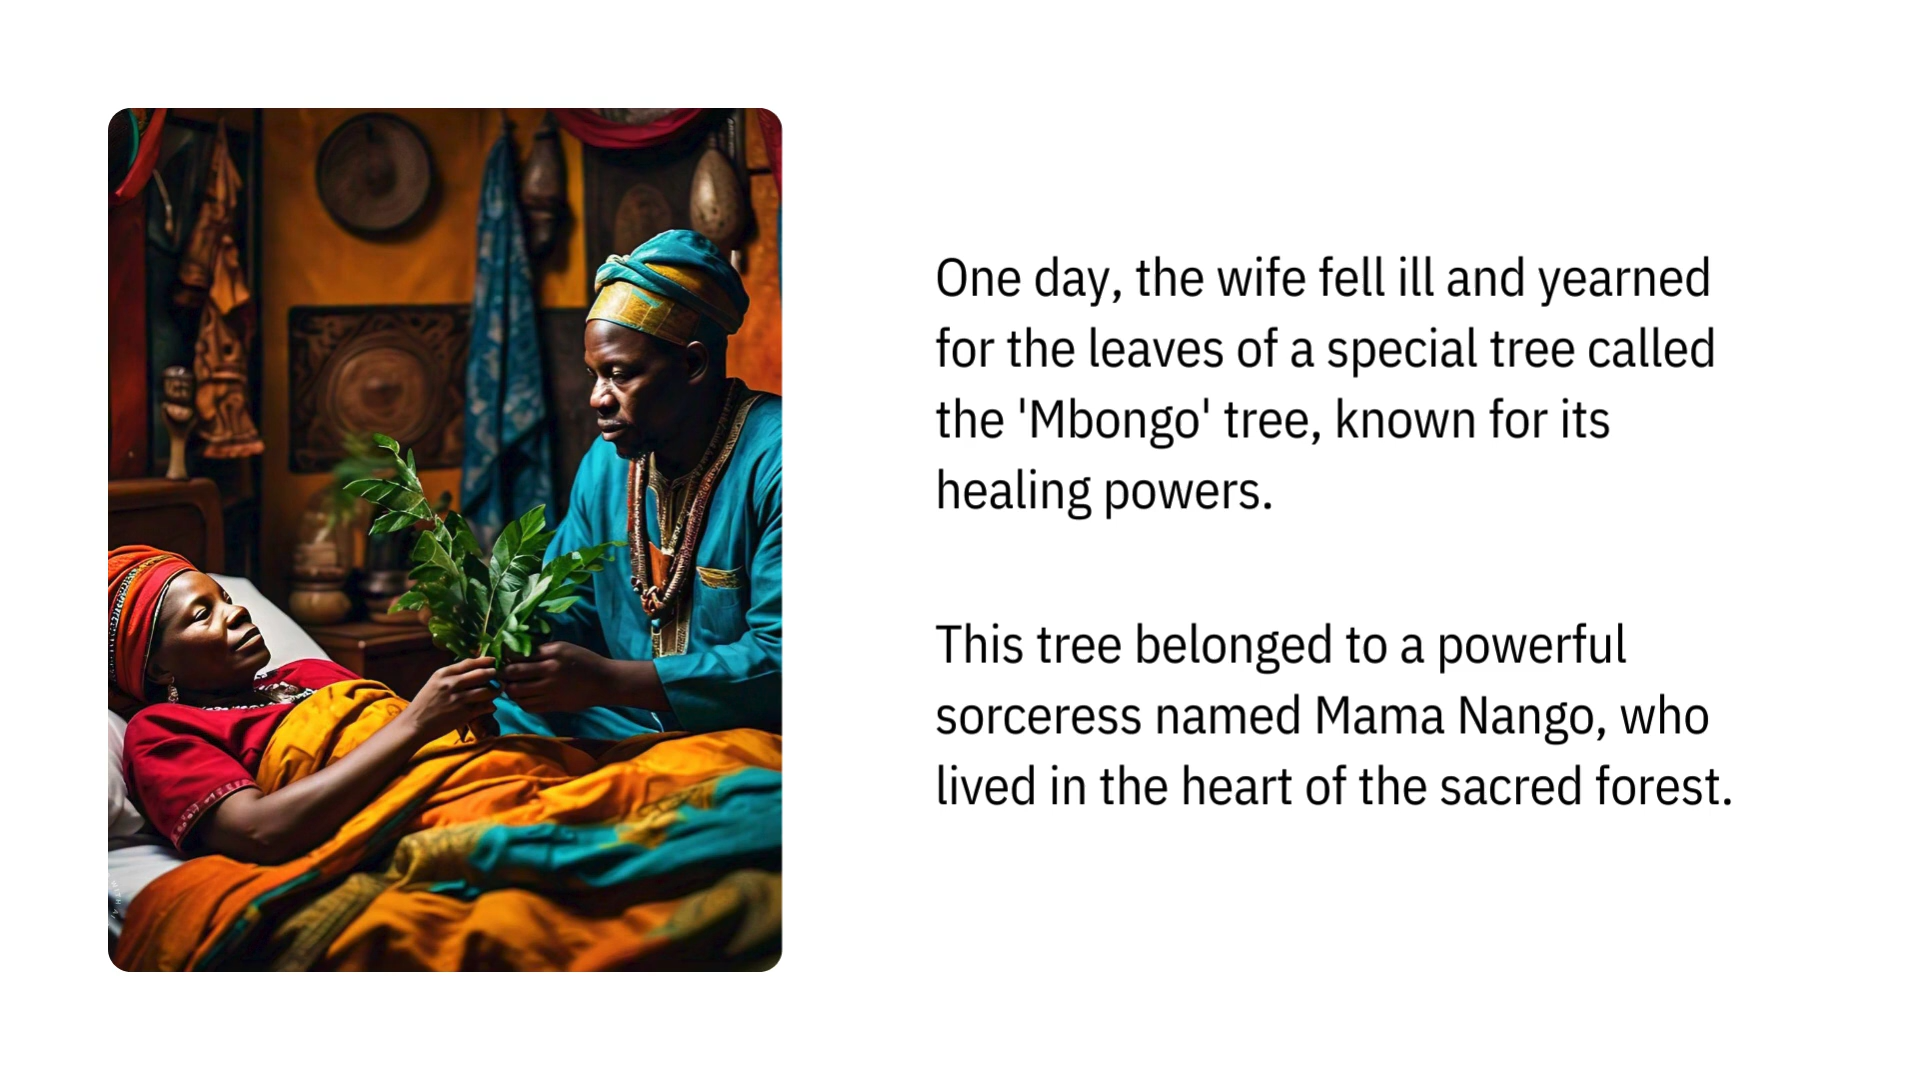 One day, the wife fell ill and yearned
for the leaves of a special tree called
the 'Mbongo' tree, known for its
healing powers.
This tree belonged to a powerful
sorceress named Mama Nango, who
lived in the heart of the sacred forest.